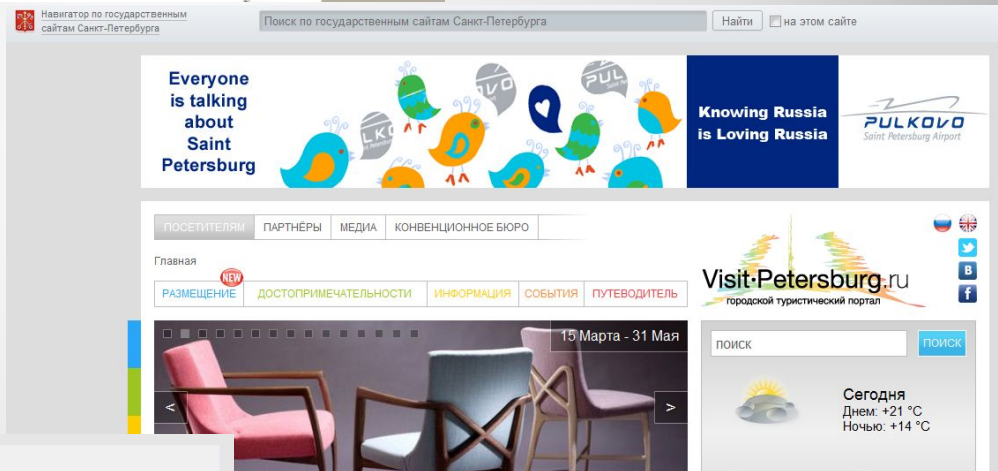 Навигатор по государственным
сайтам Санкт-Петербурга
Поиск по государственным сайтам Санкт-Петербурга
Найти
на этом сайте
Everyone
is talking
about
Saint
Petersburg
PUL
Knowing Russia
is Loving Russia
PULKOVO
Saint Petersburg Airport
ПОСЕТИТЕЛЯМ ПАРТНЁРЫ МЕДИА КОНВЕНЦИОННОЕ БЮРО
Главная
NEW
РАЗМЕЩЕНИЕ ДОСТОПРИМЕЧАТЕЛЬНОСТИ ИНФОРМАЦИЯ СОБЫТИЯ ПУТЕВОДИТЕЛЬ
Visit-Petersburg.ru
городской туристический портал
В
f
15 Марта - 31 Мая
< >
поиск ПОИСК
Сегодня
Днем: +21 °C
Ночью: +14 °C